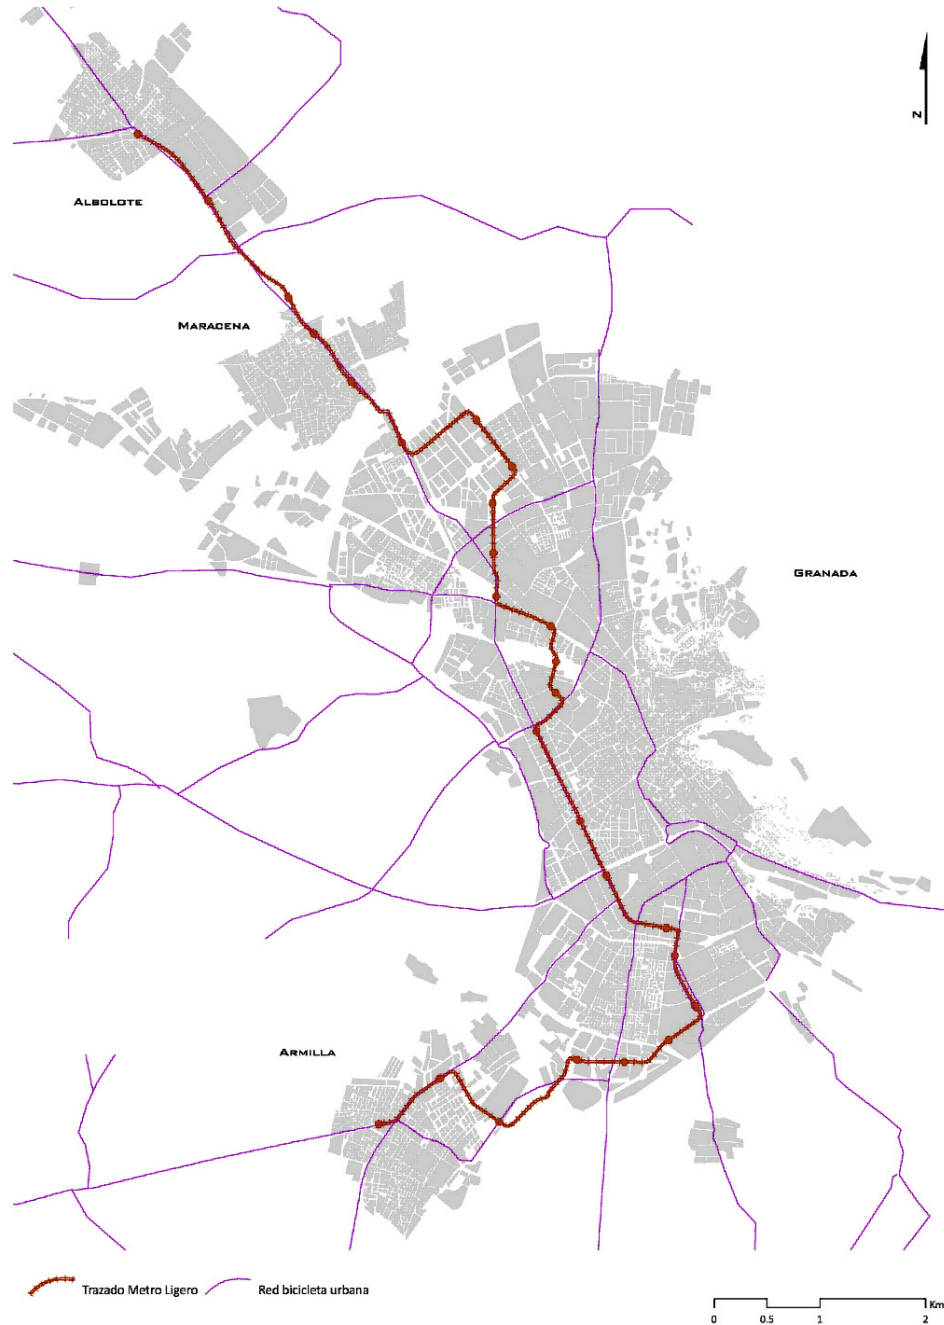 N
ALBOLOTE
MARACENA
GRANADA
ARMILLA
Trazado Metro Ligero
Red bicicleta urbana
Km
0 0.5 1 2